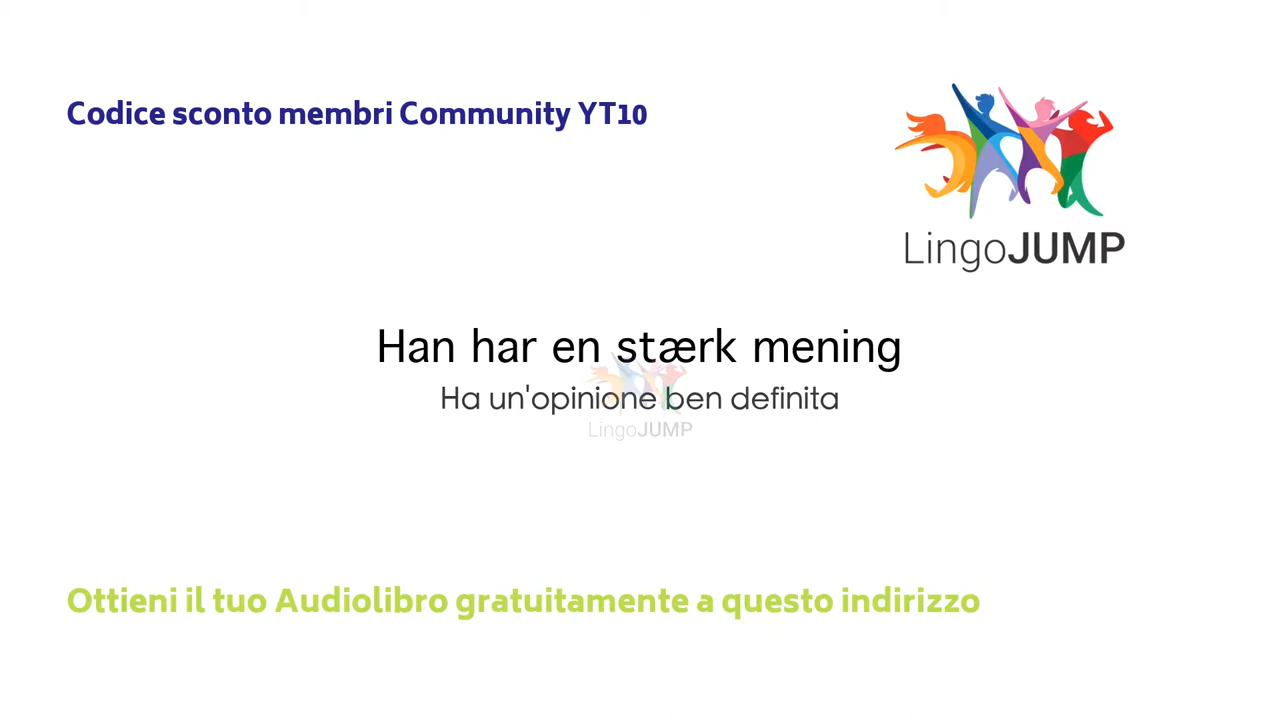 Codice sconto membri Community YT10
LingoJUMP
Han har en stærk mening
Ha un'opinione ben definita
LingoJUMP
Ottieni il tuo Audiolibro gratuitamente a questo indirizzo